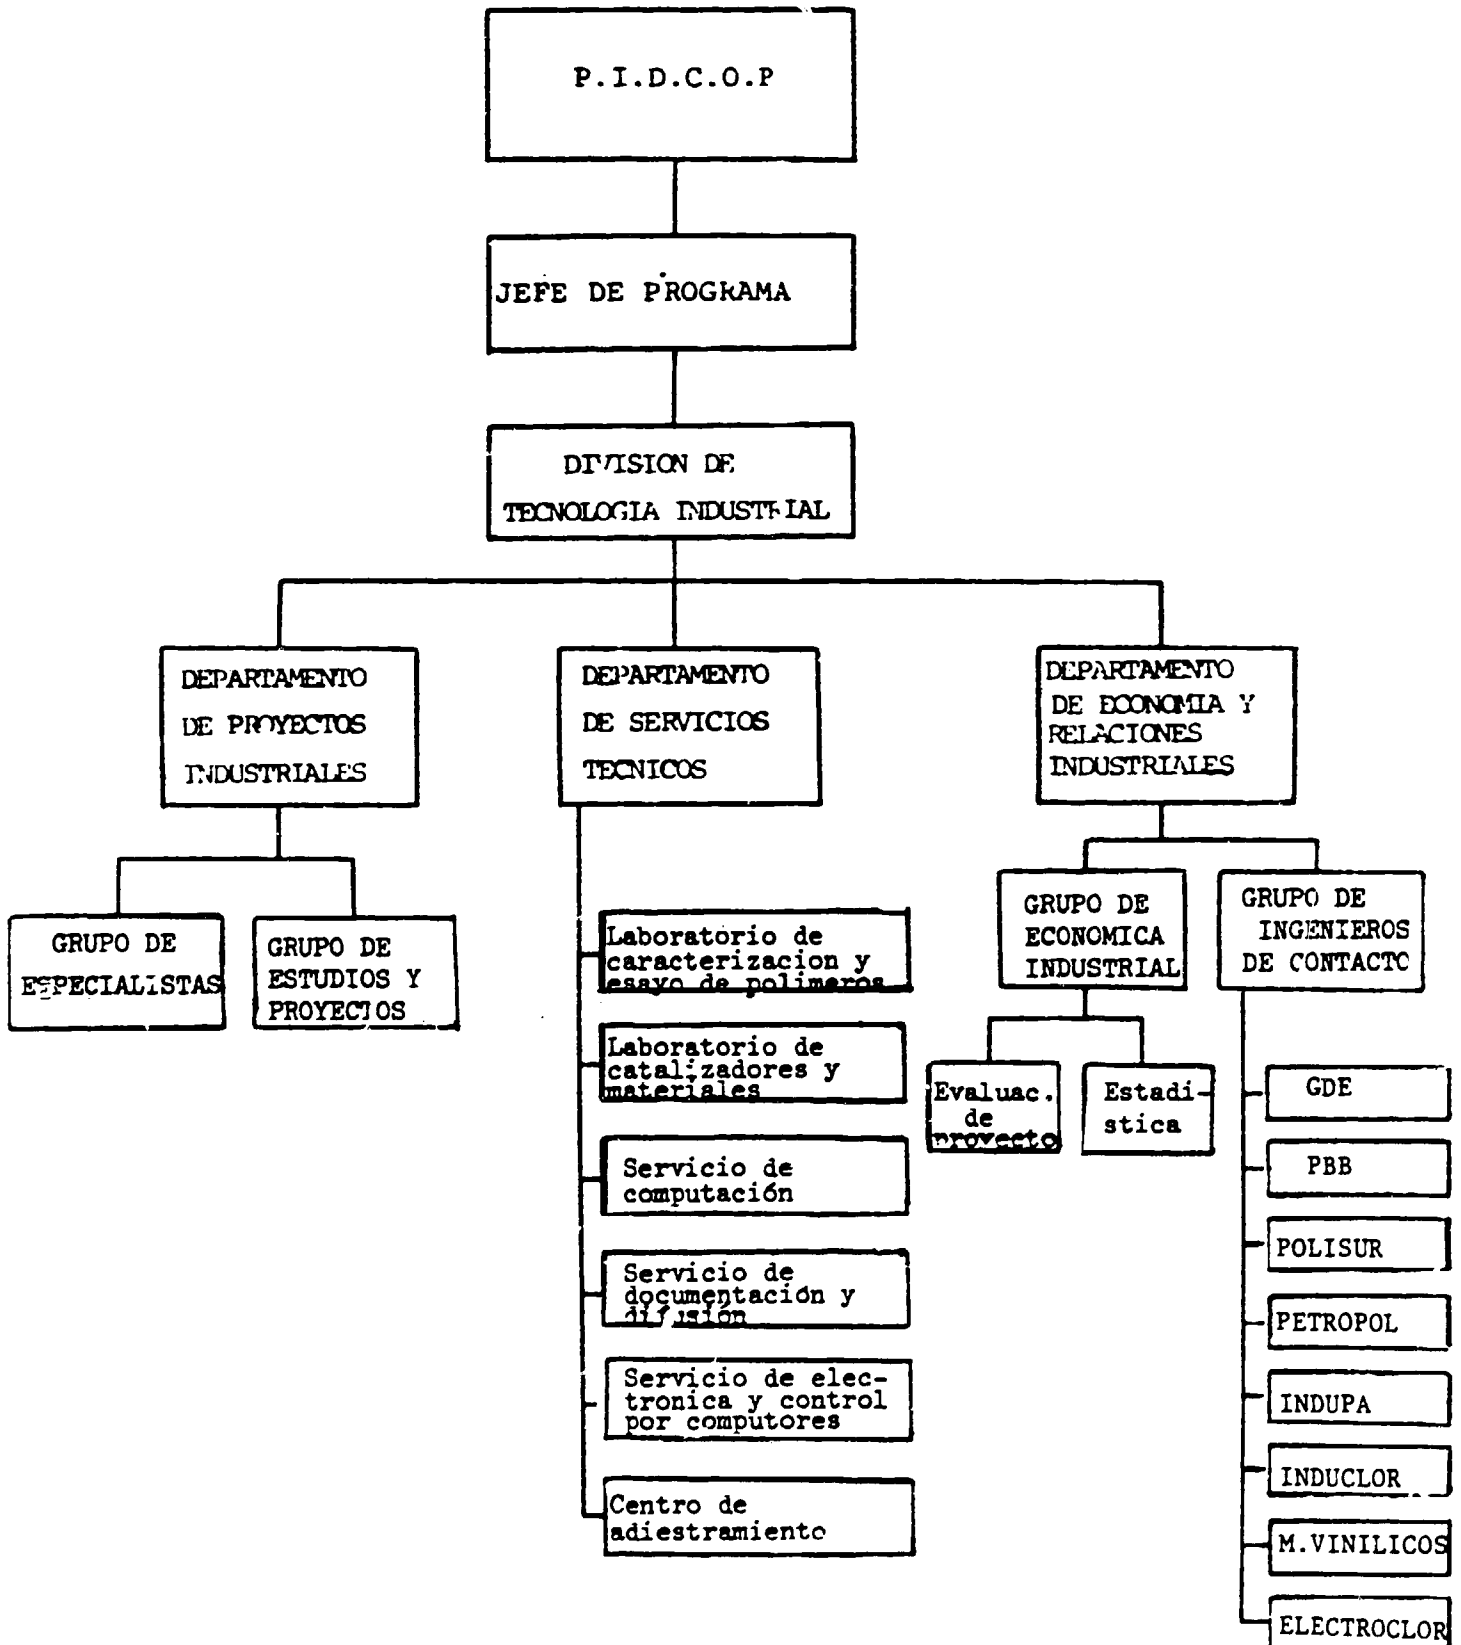 P.I.D.C.O.P
JEFE DE PROGRAMA
DIVISION DE
TECNOLOGIA INDUSTRIAL
DEPARTAMENTO
DE PROYECTOS
INDUSTRIALES
DEPARTAMENTO
DE SERVICIOS
TECNICOS
DEPARTAMENTO
DE ECONOMIA Y
RELACIONES
INDUSTRIALES
GRUPO DE
ESPECIALISTAS
GRUPO DE
ESTUDIOS Y
PROYECTOS
Laboratorio de
caracterizacion y
esayo de polimeros
Laboratorio de
catalizadores y
materiales
Servicio de
computación
Servicio de
documentación y
difusión
Servicio de elec-
tronica y control
por computores
Centro de
adiestramiento
GRUPO DE
ECONOMICA
INDUSTRIAL
Evaluac.
de
proyecto
Estadí-
stica
GRUPO DE
INGENIEROS
DE CONTACTO
GDE
PBB
POLISUR
PETROPOL
INDUPA
INDUCLOR
M.VINILICOS
ELECTROCLOR